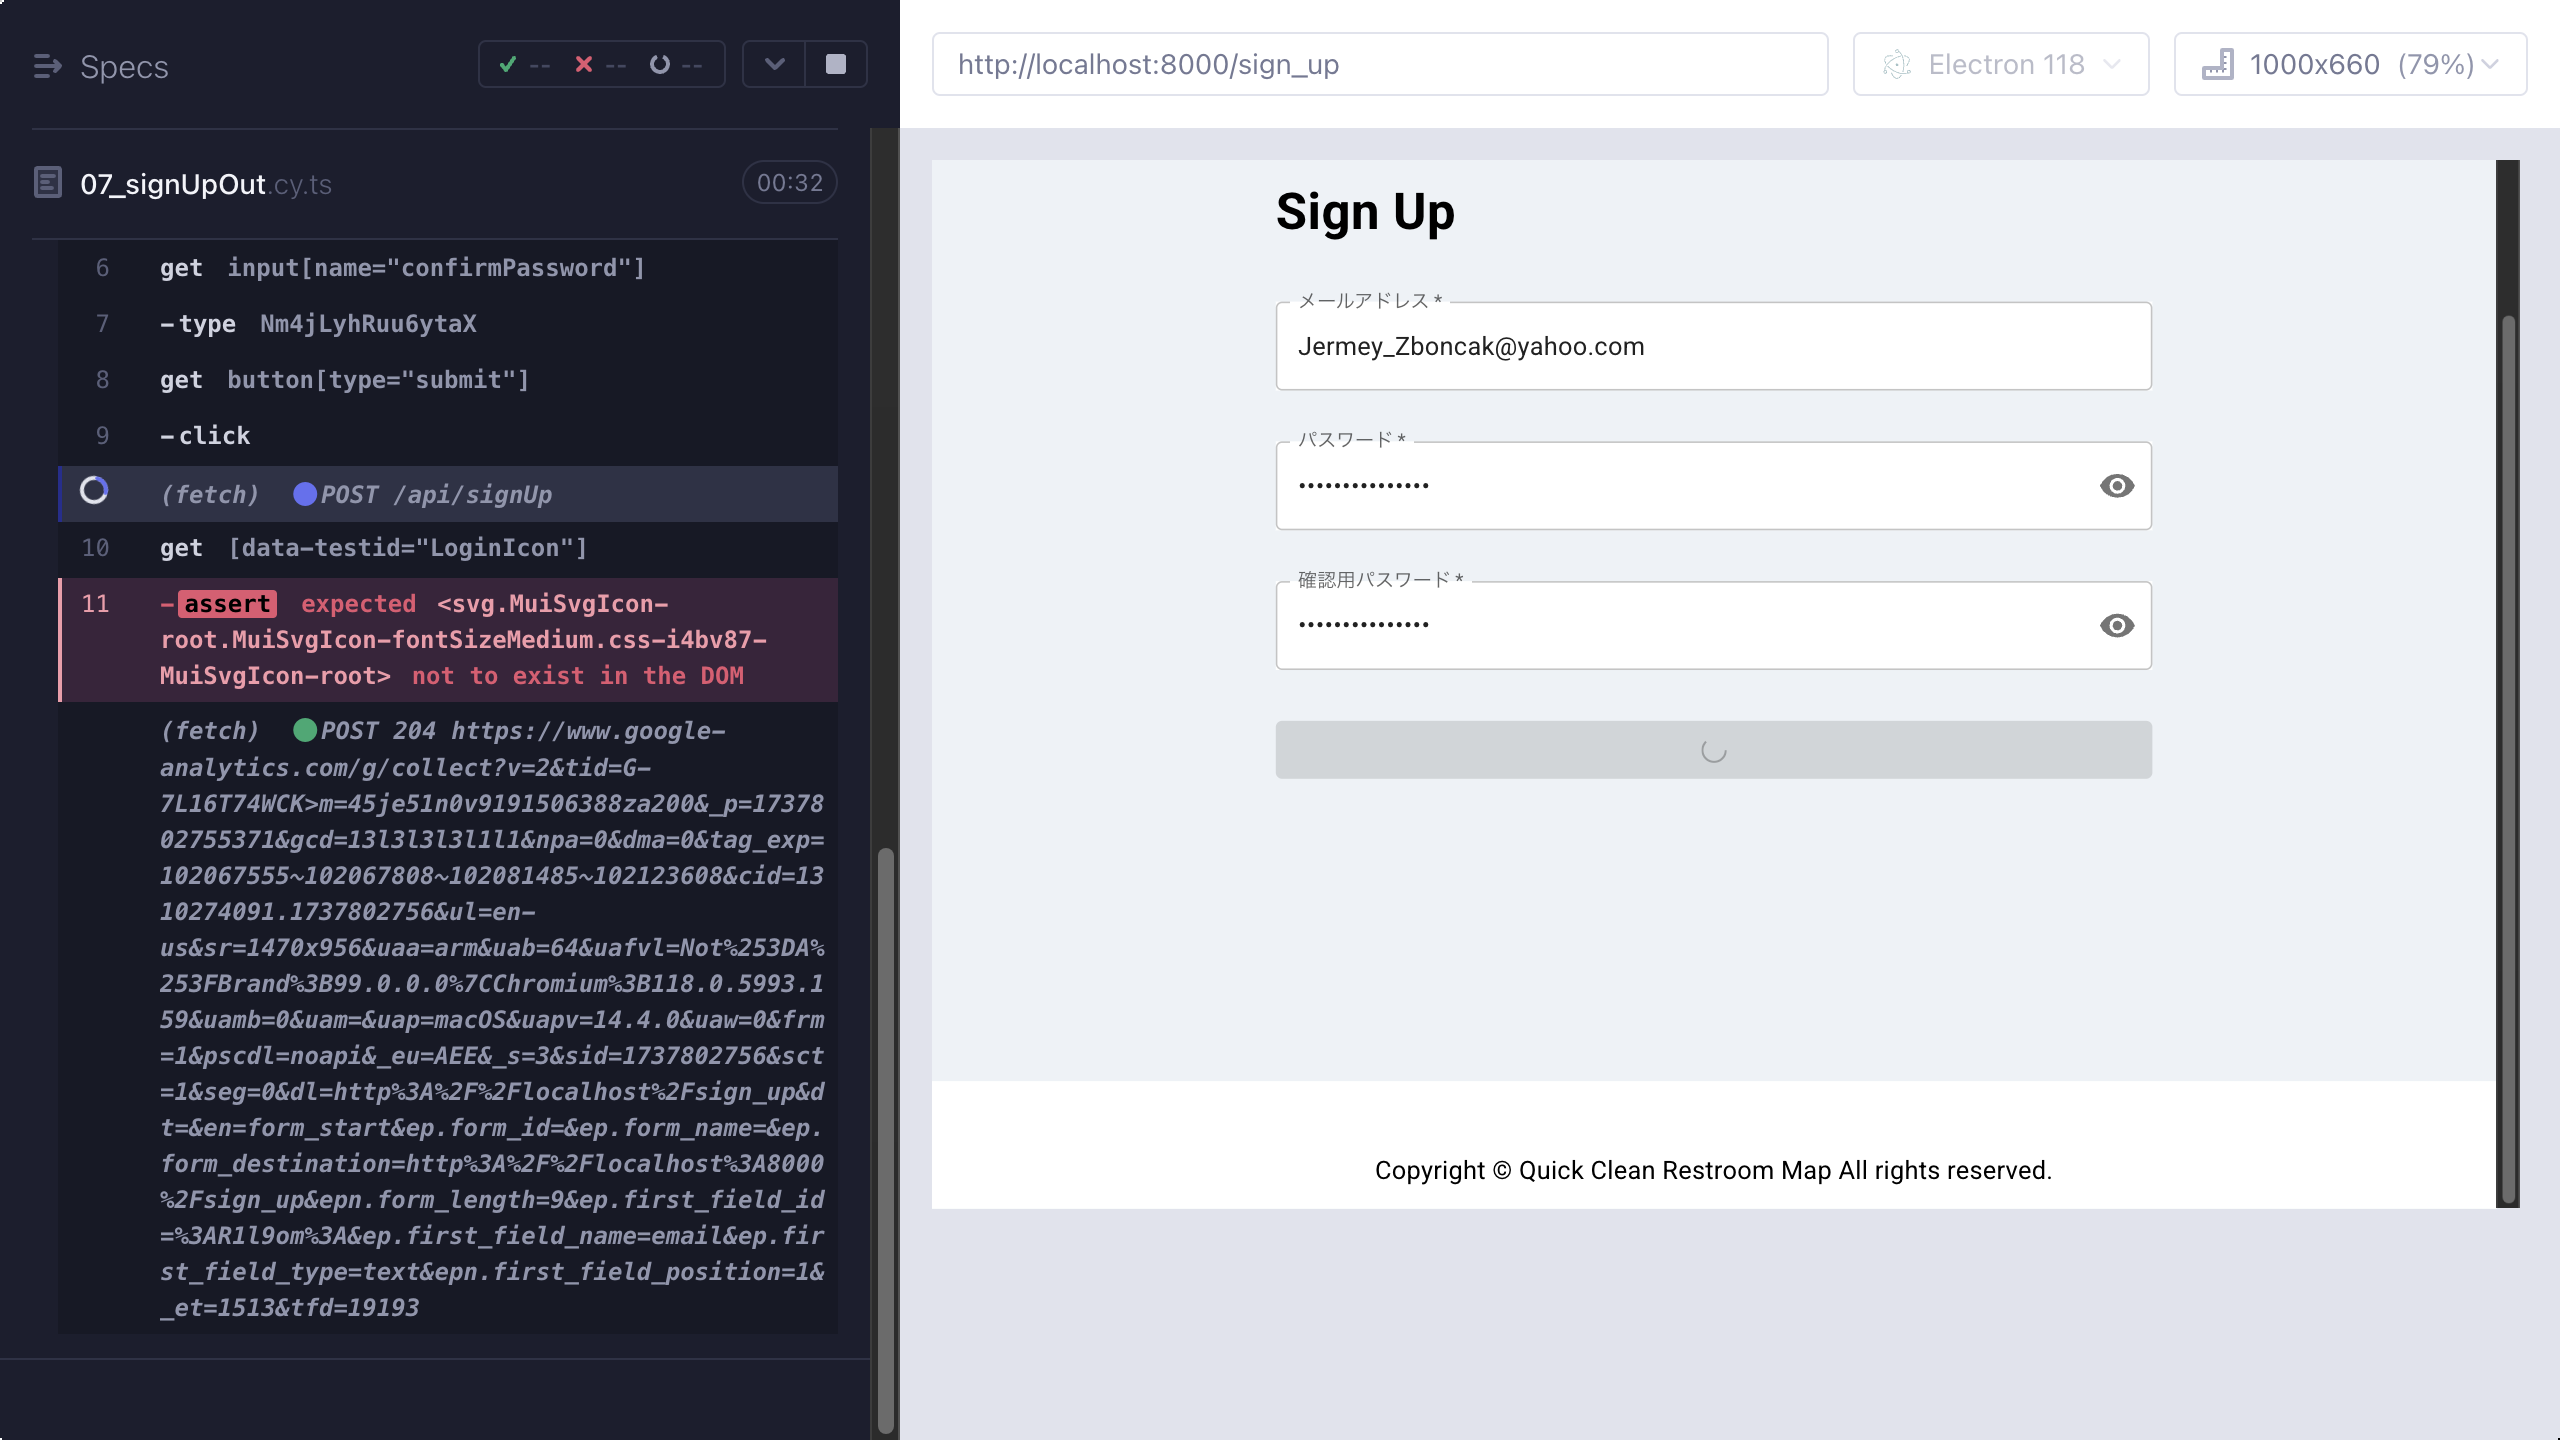 Specs
-- -- --
07_signUpOut.cy.ts
00:32
6 get input[name="confirmPassword"]
7 -type Nm4jLyhRuu6ytaX
8 get button[type="submit"]
9 -click
(fetch) POST /api/signUp
10 get [data-testid="LoginIcon"]
11 -assert expected <svg.MuiSvgIcon-
root.MuiSvgIcon-fontSizeMedium.css-i4bv87-
MuiSvgIcon-root> not to exist in the DOM
(fetch) POST 204 https://www.google-
analytics.com/g/collect?v=2&tid=G-
7L16T74WCK>m=45je51n0v9191506388za200&_p=17378
02755371&gcd=13l3l3l3l1l1&npa=0&dma=0&tag_exp=
102067555~102067808~102081485~102123608&cid=13
10274091.1737802756&ul=en-
us&sr=1470x956&uaa=arm&uab=64&uafvl=Not%253DA%
253FBrand%3B99.0.0.0%7CChromium%3B118.0.5993.1
59&uamb=0&uam=&uap=macOS&uapv=14.4.0&uaw=0&frm
=1&pscdl=noapi&_eu=AEE&_s=3&sid=1737802756&sct
=1&seg=0&dl=http%3A%2F%2Flocalhost%2Fsign_up&d
t=&en=form_start&ep.form_id=&ep.form_name=&ep.
form_destination=http%3A%2F%2Flocalhost%3A8000
%2Fsign_up&epn.form_length=9&ep.first_field_id
=%3AR1l9om%3A&ep.first_field_name=email&ep.fir
st_field_type=text&epn.first_field_position=1&
_et=1513&tfd=19193
http://localhost:8000/sign_up
Electron 118
1000x660 (79%)
Sign Up
メールアドレス *
Jermey_Zboncak@yahoo.com
パスワード *
•••••••••••••••
確認用パスワード *
•••••••••••••••
Copyright © Quick Clean Restroom Map All rights reserved.